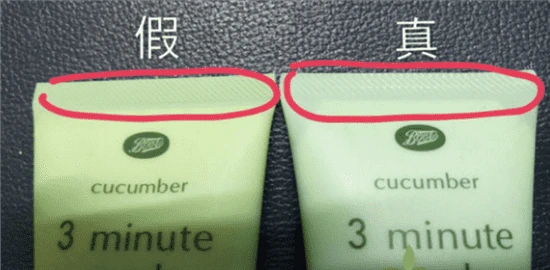 假
真
Boots
cucumber
3 minute
Boots
cucumber
3 minute